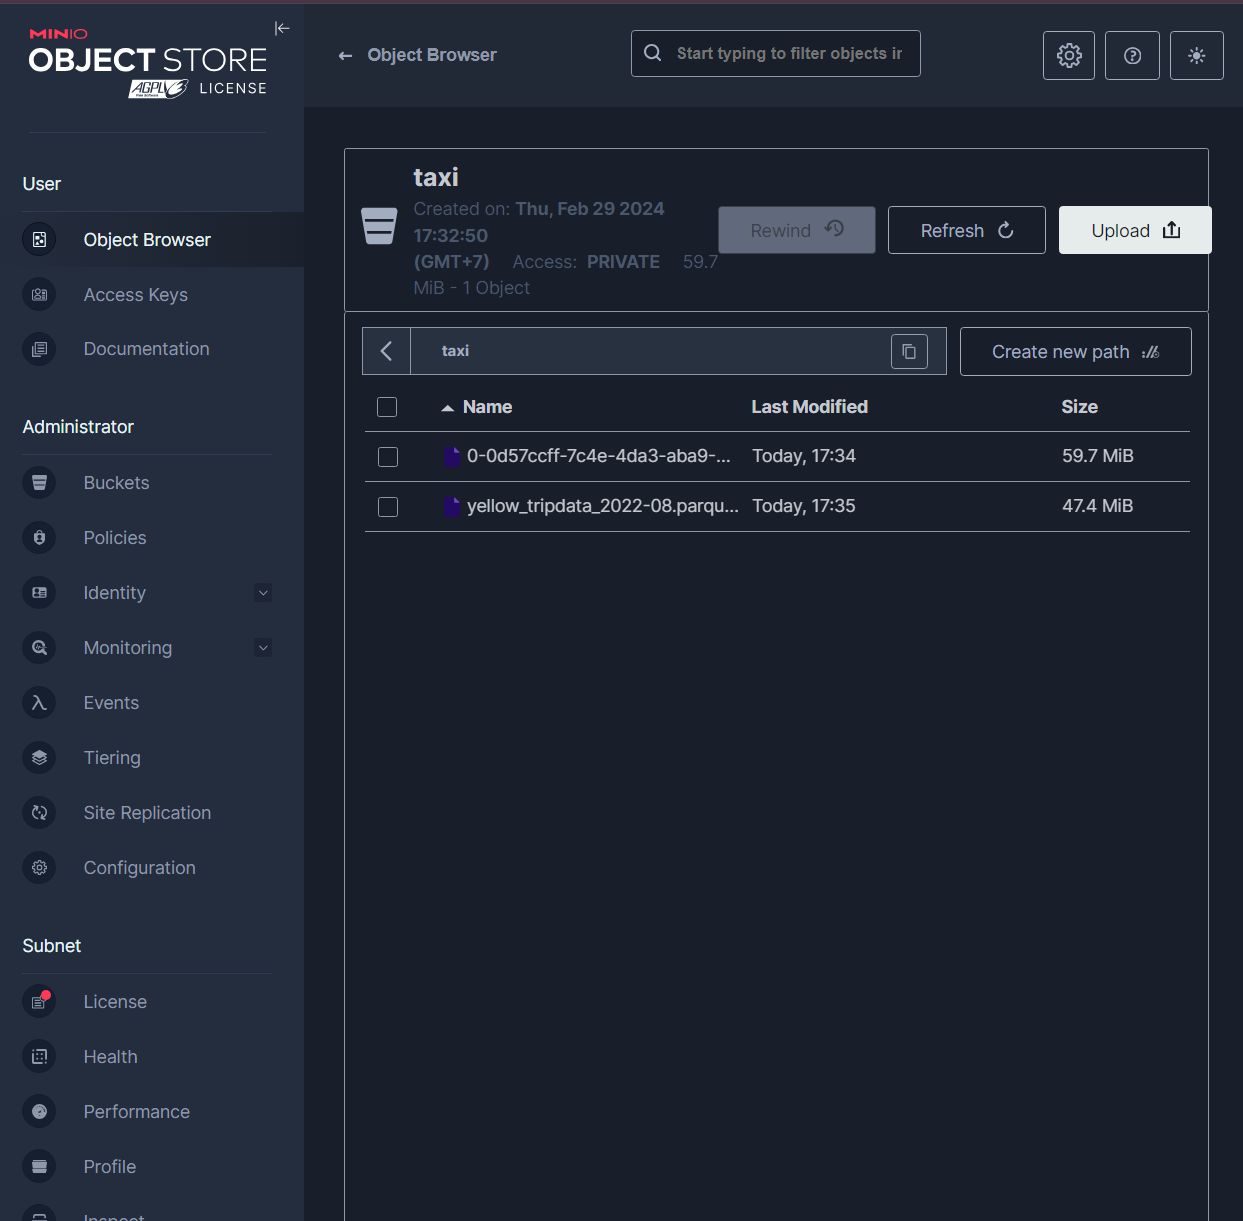 MINIO
OBJECT STORE
AGPL v3 LICENSE
Free Software
Object Browser
Start typing to filter objects ir
User
Object Browser
Access Keys
Documentation
Administrator
Buckets
Policies
Identity
Monitoring
Events
Tiering
Site Replication
Configuration
Subnet
License
Health
Performance
Profile
Inspect
taxi
Created on: Thu, Feb 29 2024
17:32:50
(GMT+7) Access: PRIVATE 59.7
MiB - 1 Object
Rewind
Refresh
Upload
taxi
Create new path
Name Last Modified Size
0-0d57ccff-7c4e-4da3-aba9-... Today, 17:34 59.7 MiB
yellow_tripdata_2022-08.parqu... Today, 17:35 47.4 MiB